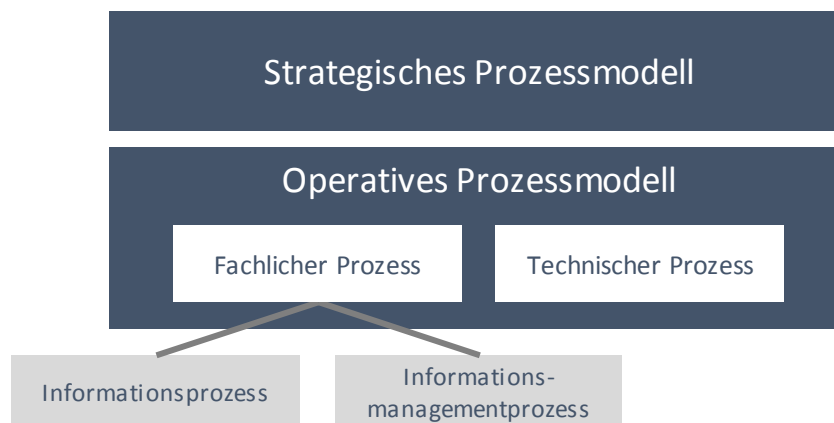 Strategisches Prozessmodell
Operatives Prozessmodell
Fachlicher Prozess
Technischer Prozess
Informationsprozess
Informations-
managementprozess